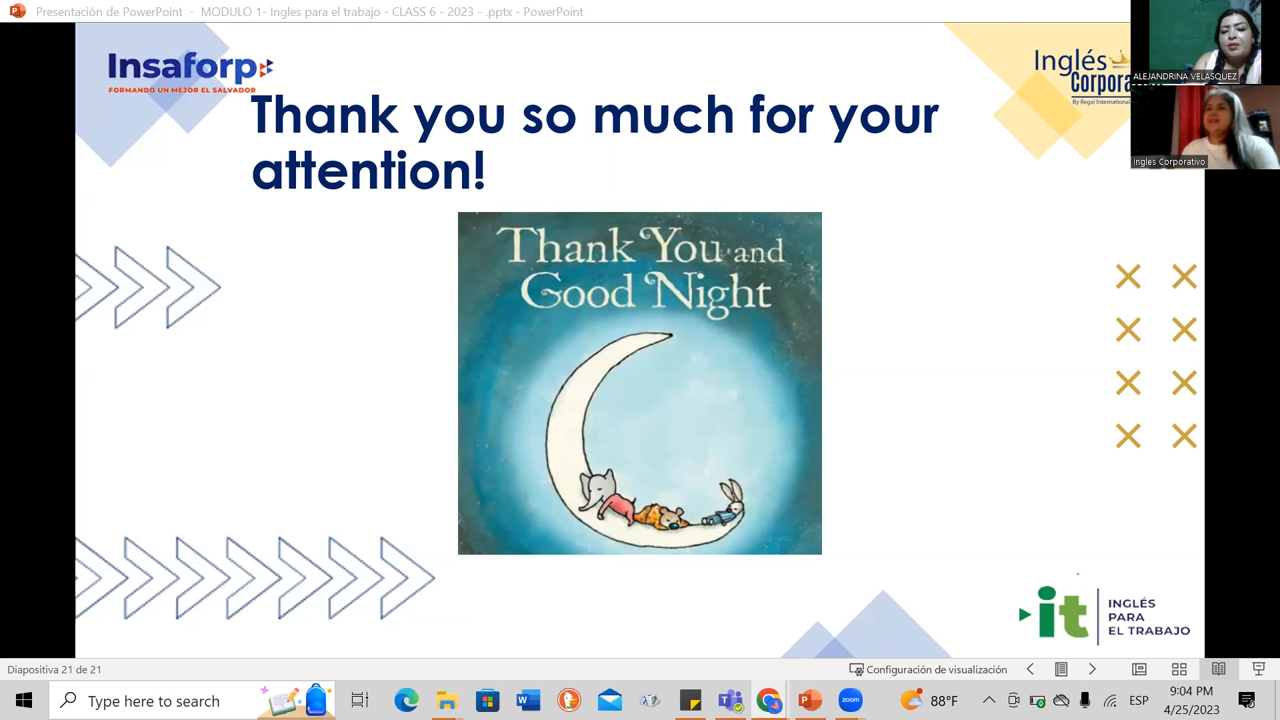 Presentación de PowerPoint - MODULO 1- Ingles para el trabajo - CLASS 6 - 2023 - .pptx - PowerPoint
Insaforp
FORMANDO UN MEJOR EL SALVADOR
Inglés
By Regal International
ALEJANDRINA VELASQUEZ
Ingles Corporativo
Thank you so much for your
attention!
Thank You and
Good Night
it
INGLÉS
PARA
EL TRABAJO
Diapositiva 21 de 21
Configuración de visualización
Type here to search
88°F
ESP
9:04 PM
4/25/2023